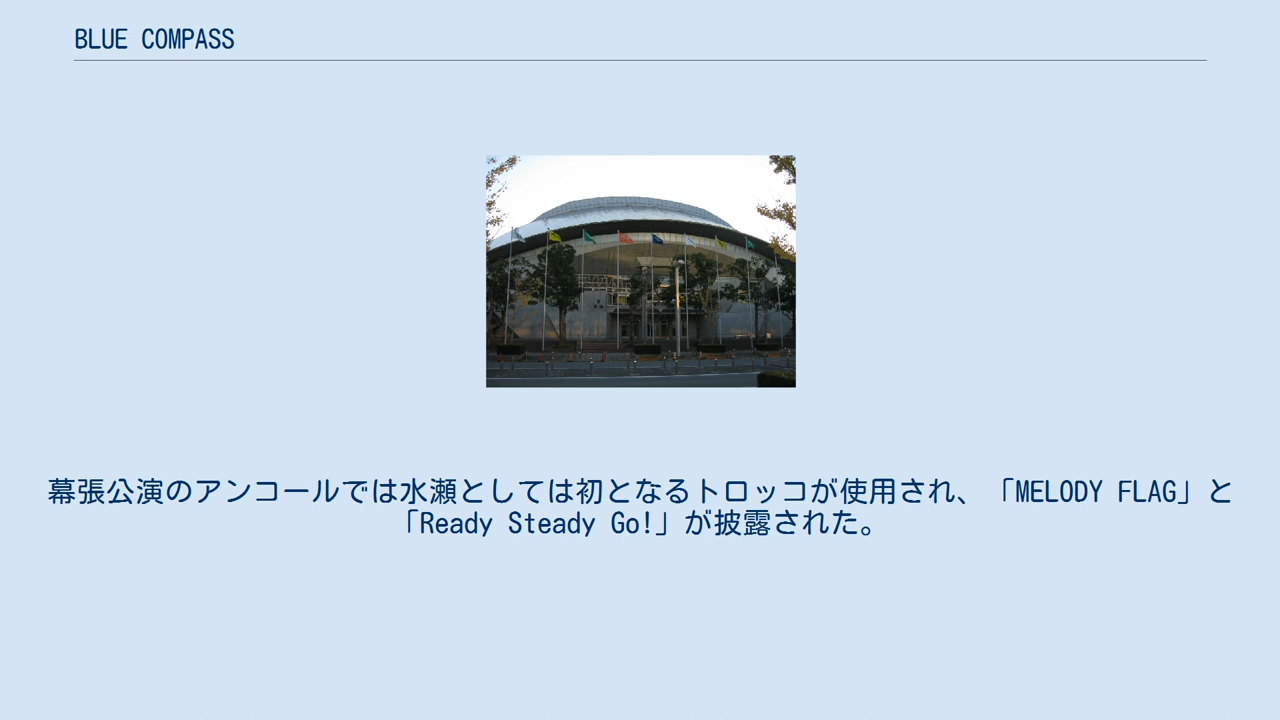 BLUE COMPASS
幕張公演のアンコールでは水瀬としては初となるトロッコが使用され、「MELODY FLAG」と
「Ready Steady Go!」が披露された。